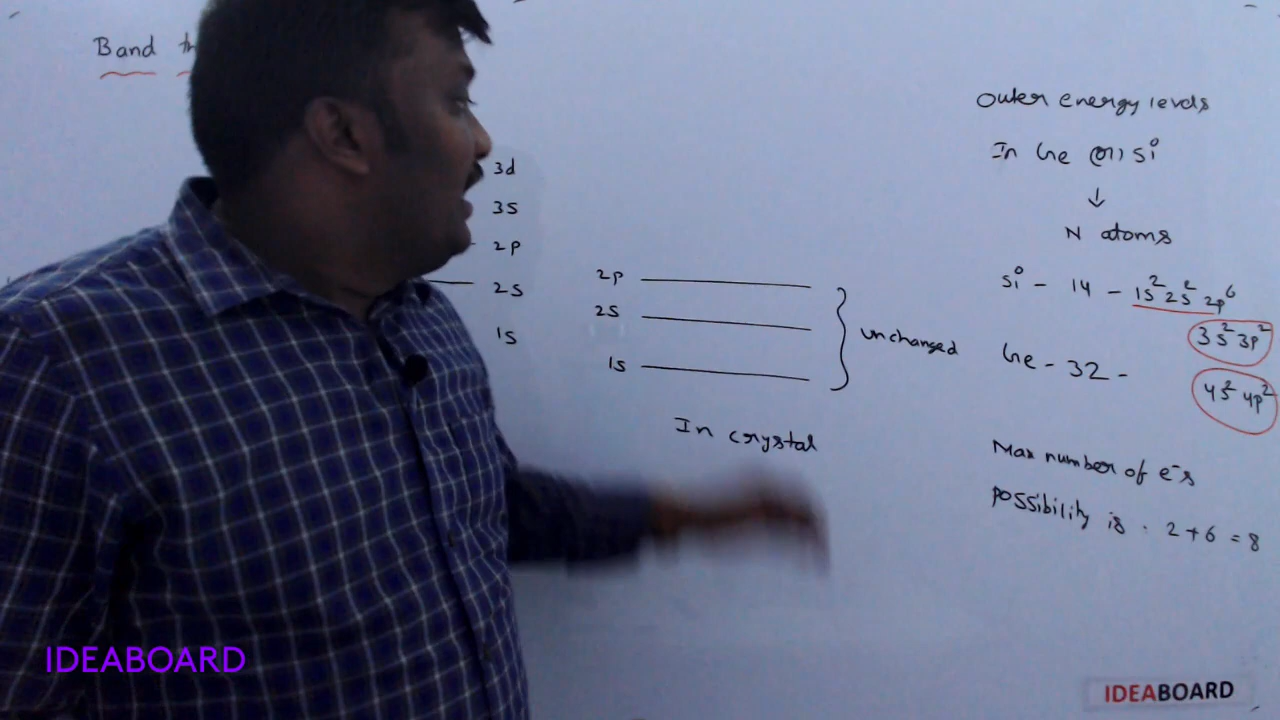 Band th
3d
3s
2p
2s
1s
2p
2s
1s
unchanged
In crystal
Outer energy levels
In Ge (or) Si
↓
N atoms
Si - 14 - 1s² 2s² 2p⁶
3s² 3p²
Ge - 32 -
4s² 4p²
Max number of e⁻s
possibility is . 2 + 6 = 8
IDEABOARD
IDEABOARD